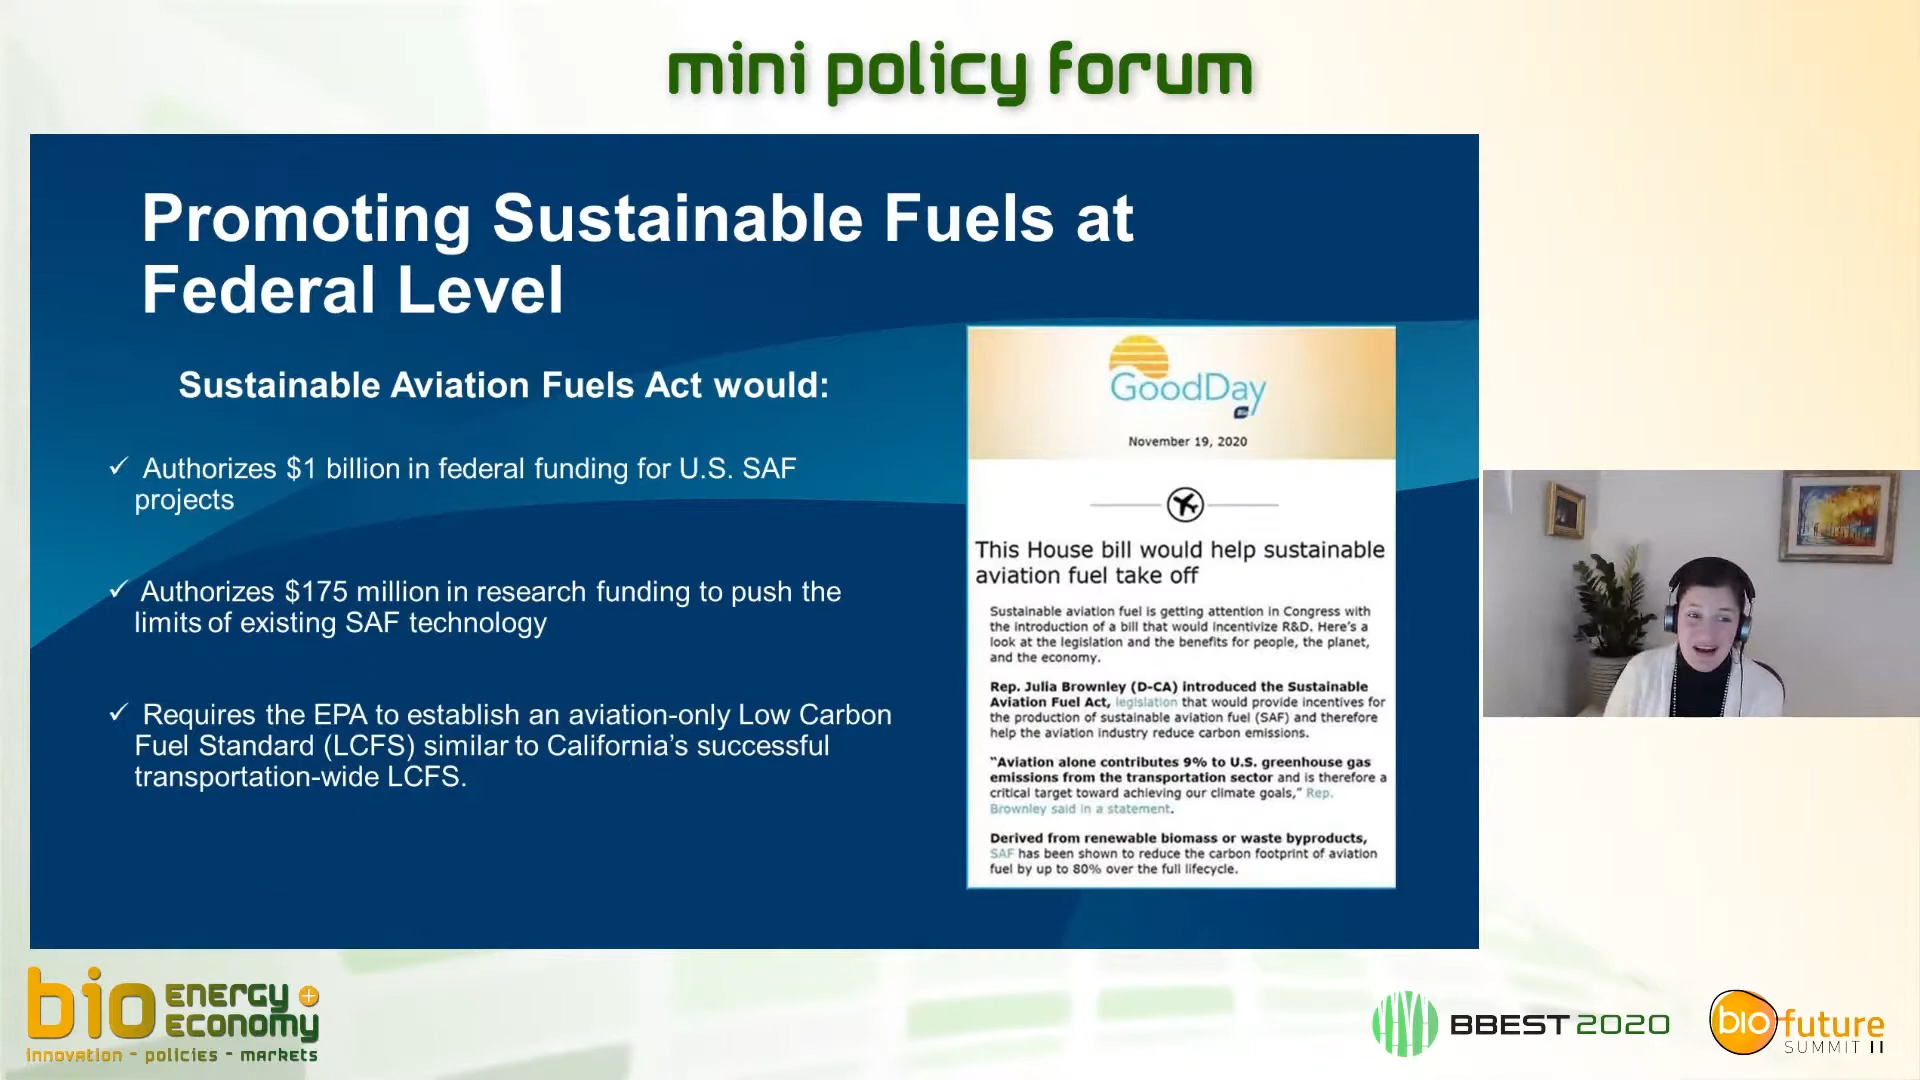 mini policy forum
Promoting Sustainable Fuels at
Federal Level
Sustainable Aviation Fuels Act would:
✓ Authorizes $1 billion in federal funding for U.S. SAF
projects
✓ Authorizes $175 million in research funding to push the
limits of existing SAF technology
✓ Requires the EPA to establish an aviation-only Low Carbon
Fuel Standard (LCFS) similar to California’s successful
transportation-wide LCFS.
GoodDay
November 19, 2020
This House bill would help sustainable
aviation fuel take off
Sustainable aviation fuel is getting attention in Congress with
the introduction of a bill that would incentivize R&D. Here’s a
look at the legislation and the benefits for people, the planet,
and the economy.
Rep. Julia Brownley (D-CA) introduced the Sustainable
Aviation Fuel Act, legislation that would provide incentives for
the production of sustainable aviation fuel (SAF) and therefore
help the aviation industry reduce carbon emissions.
“Aviation alone contributes 9% to U.S. greenhouse gas
emissions from the transportation sector and is therefore a
critical target toward achieving our climate goals,” Rep.
Brownley said in a statement.
Derived from renewable biomass or waste byproducts,
SAF has been shown to reduce the carbon footprint of aviation
fuel by up to 80% over the full lifecycle.
bio ENERGY +
ECONOMY
innovation - policies - markets
BBEST 2020
biofuture
SUMMIT II